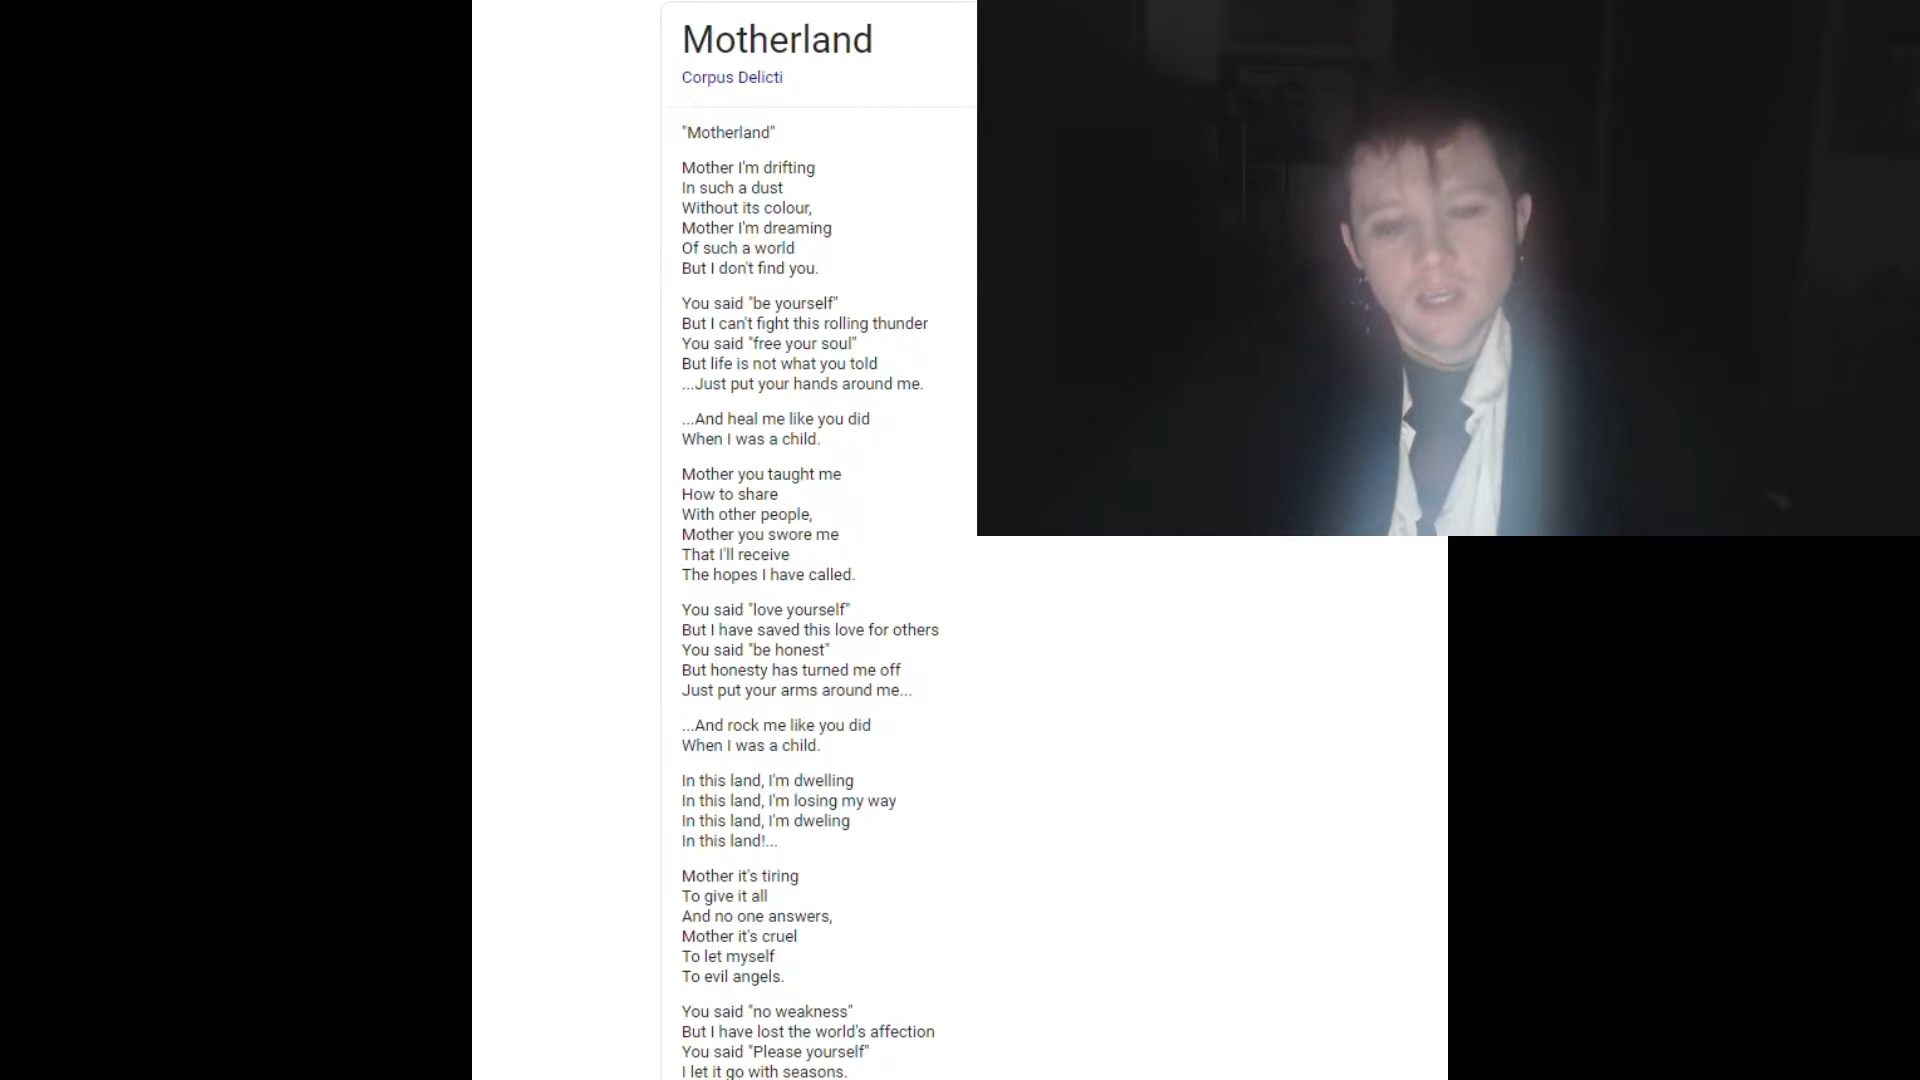 Motherland
Corpus Delicti
"Motherland"
Mother I'm drifting
In such a dust
Without its colour,
Mother I'm dreaming
Of such a world
But I don't find you.
You said "be yourself"
But I can't fight this rolling thunder
You said "free your soul"
But life is not what you told
...Just put your hands around me.
...And heal me like you did
When I was a child.
Mother you taught me
How to share
With other people,
Mother you swore me
That I'll receive
The hopes I have called.
You said "love yourself"
But I have saved this love for others
You said "be honest"
But honesty has turned me off
Just put your arms around me...
...And rock me like you did
When I was a child.
In this land, I'm dwelling
In this land, I'm losing my way
In this land, I'm dweling
In this land!...
Mother it's tiring
To give it all
And no one answers,
Mother it's cruel
To let myself
To evil angels.
You said "no weakness"
But I have lost the world's affection
You said "Please yourself"
I let it go with seasons.